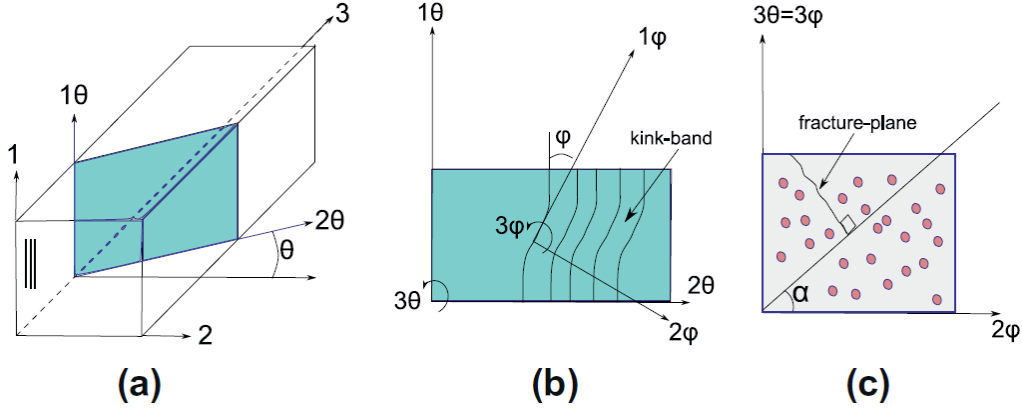 3
1θ
1
2θ
θ
2
(a)
1θ
1φ
φ
kink-band
3φ
3θ
2θ
2φ
(b)
3θ=3φ
fracture-plane
α
2φ
(c)